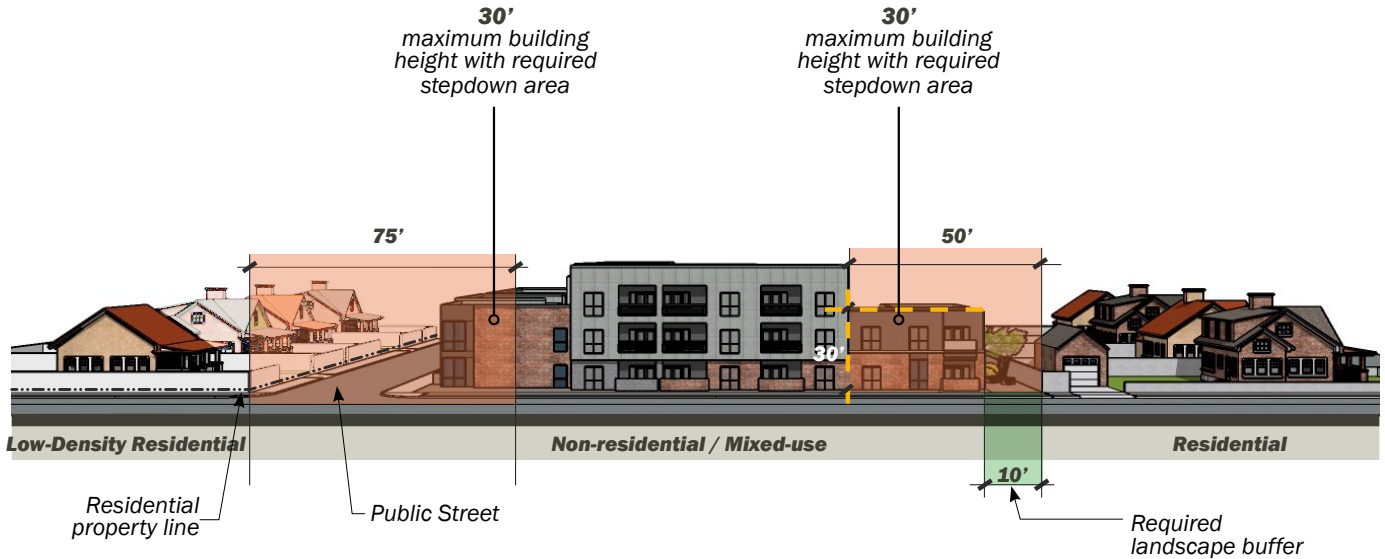 30’
maximum building
height with required
stepdown area
30’
maximum building
height with required
stepdown area
75’
50’
30’
Low-Density Residential
Non-residential / Mixed-use
Residential
10’
Residential
property line
Public Street
Required
landscape buffer